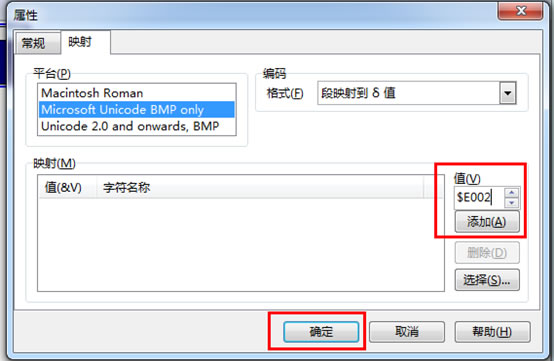 属性
常规
映射
平台(P)
Macintosh Roman
Microsoft Unicode BMP only
Unicode 2.0 and onwards, BMP
编码
格式(F)
段映射到 δ 值
映射(M)
值(&V) 字符名称
值(V)
$E002
添加(A)
删除(D)
选择(S)...
确定
取消
帮助(H)